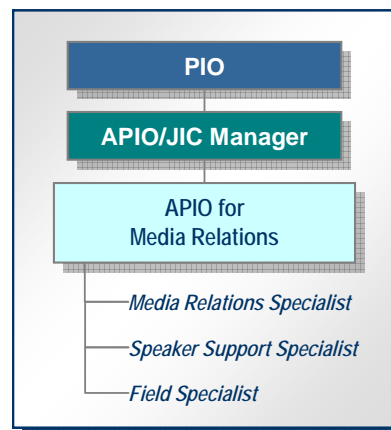 PIO
APIO/JIC Manager
APIO for
Media Relations
Media Relations Specialist
Speaker Support Specialist
Field Specialist